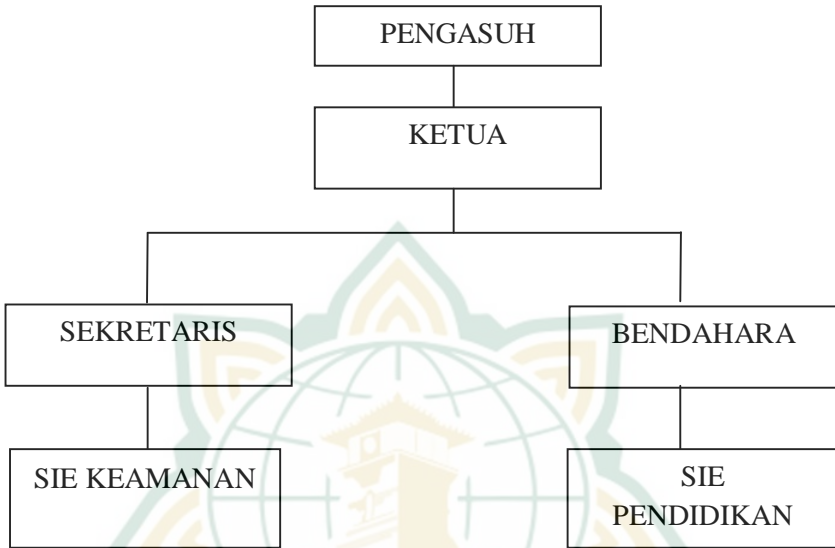 PENGASUH
KETUA
SEKRETARIS
BENDAHARA
SIE KEAMANAN
SIE
PENDIDIKAN